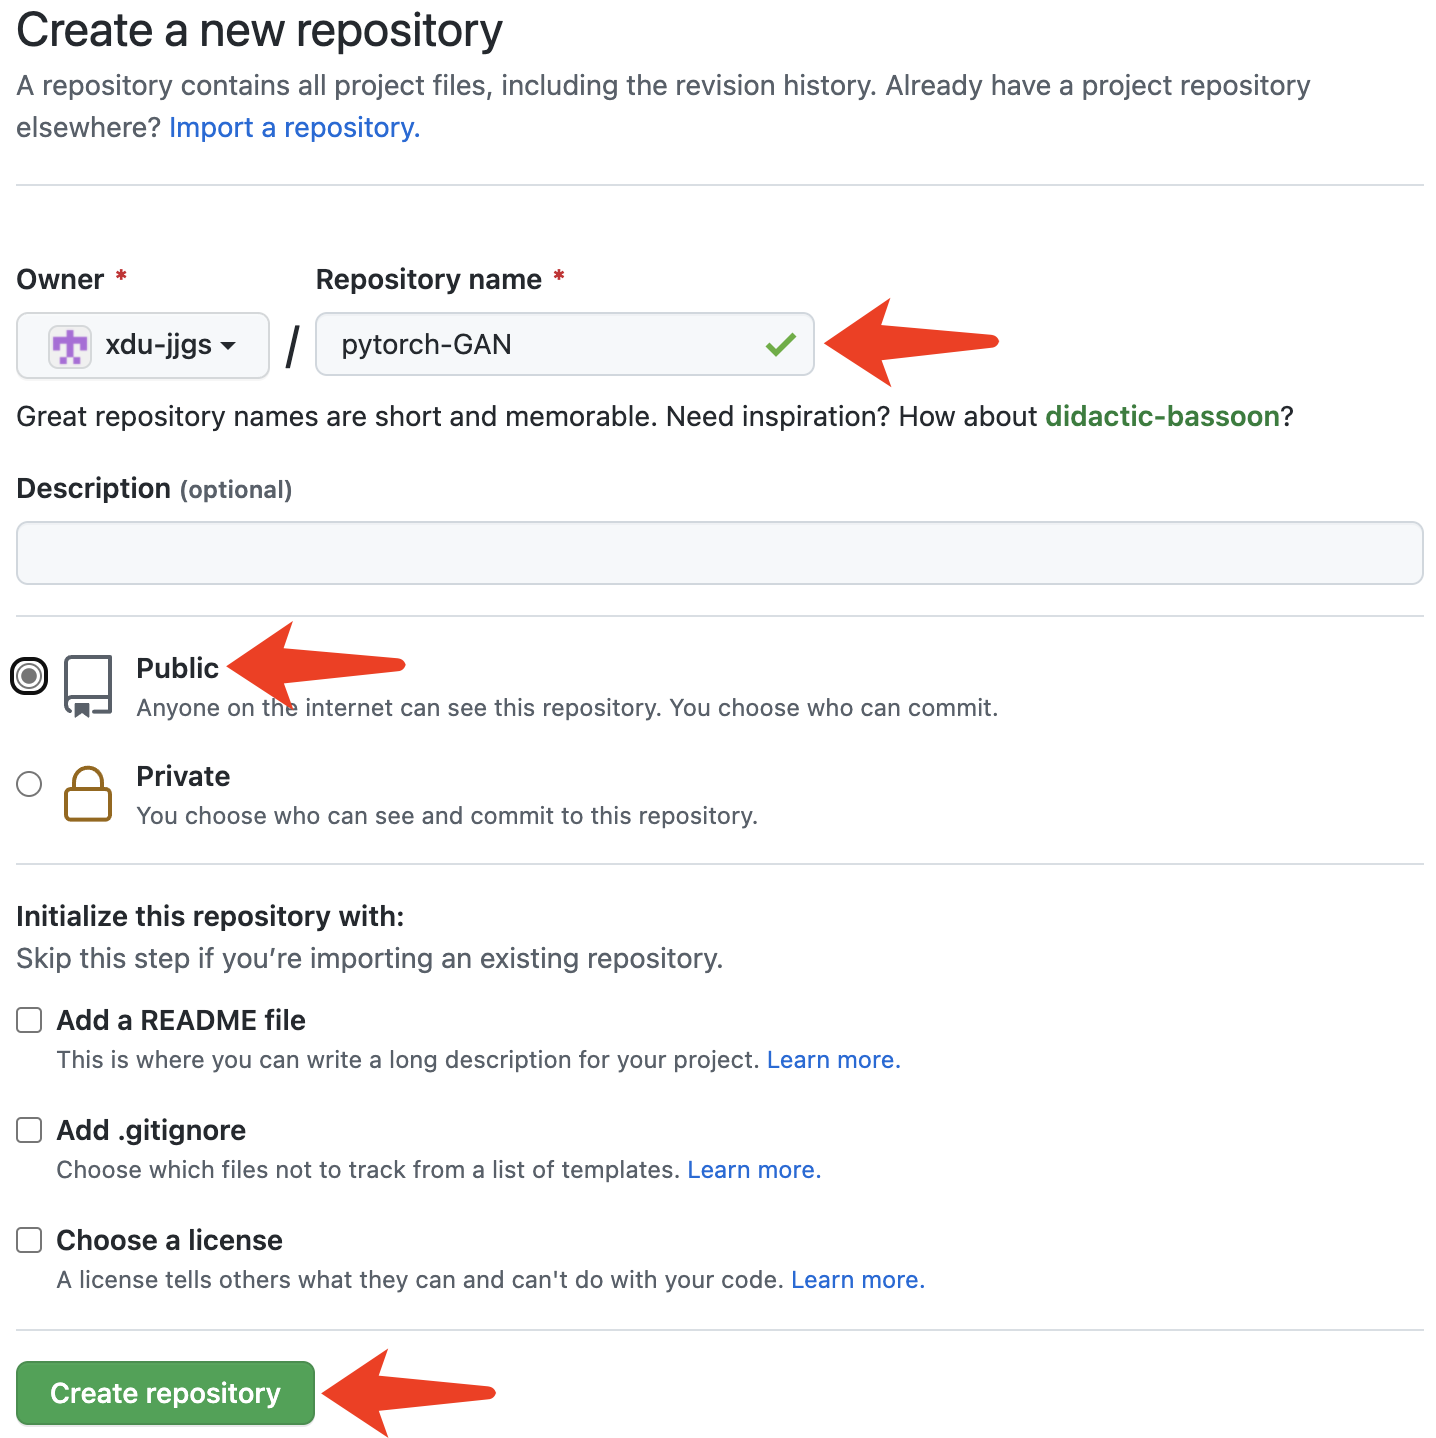 Create a new repository
A repository contains all project files, including the revision history. Already have a project repository
elsewhere? Import a repository.
Owner *
Repository name *
xdu-jjgs / pytorch-GAN
Great repository names are short and memorable. Need inspiration? How about didactic-bassoon?
Description (optional)
Public
Anyone on the internet can see this repository. You choose who can commit.
Private
You choose who can see and commit to this repository.
Initialize this repository with:
Skip this step if you’re importing an existing repository.
Add a README file
This is where you can write a long description for your project. Learn more.
Add .gitignore
Choose which files not to track from a list of templates. Learn more.
Choose a license
A license tells others what they can and can't do with your code. Learn more.
Create repository